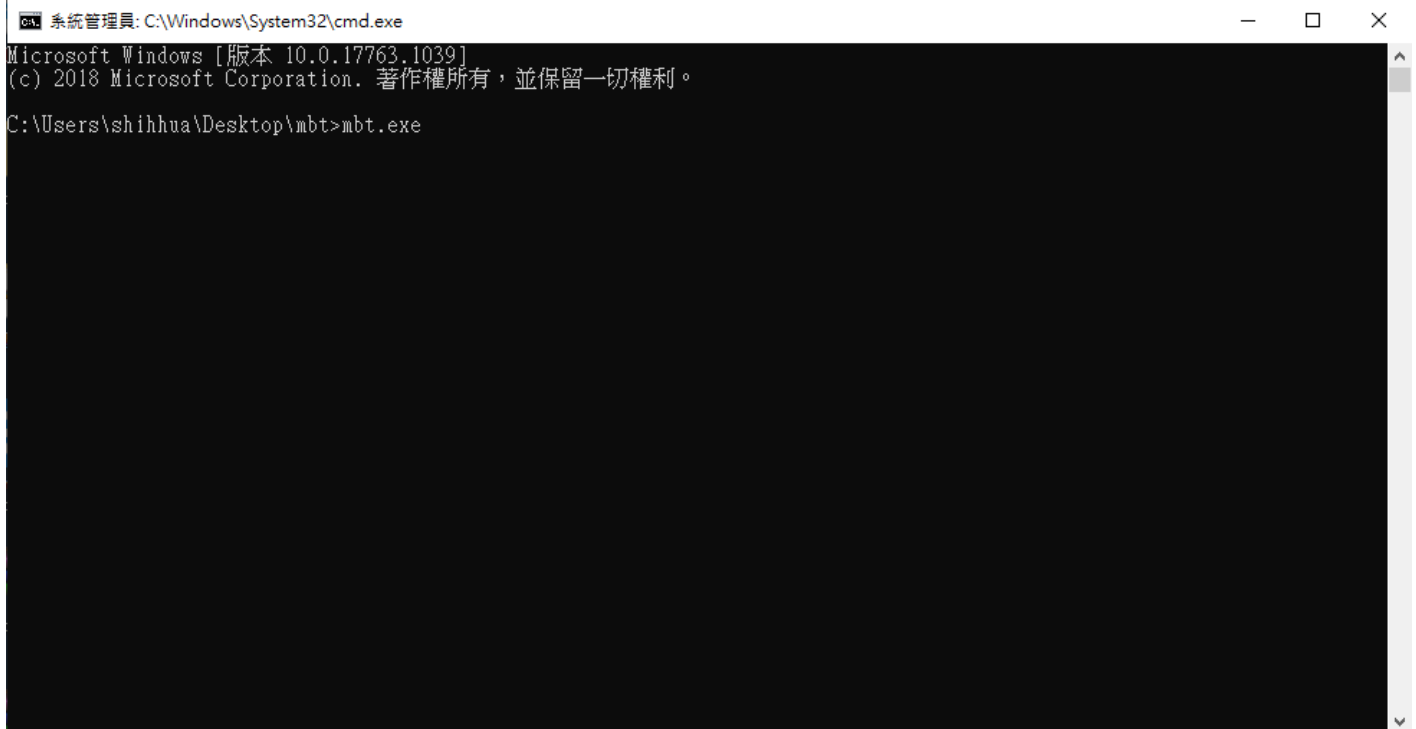 系統管理員: C:\Windows\System32\cmd.exe
Microsoft Windows [版本 10.0.17763.1039]
(c) 2018 Microsoft Corporation. 著作權所有，並保留一切權利。
C:\Users\shihhua\Desktop\mbt>mbt.exe